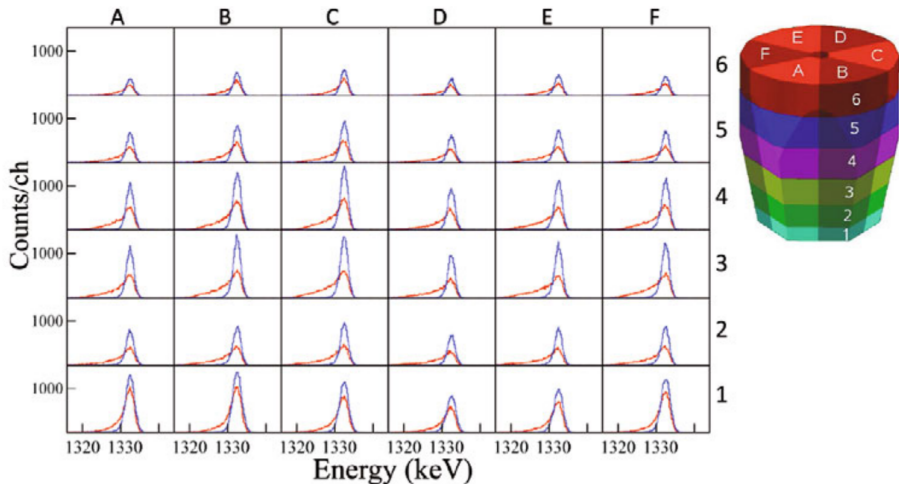 A B C D E F
1000 6
1000 5
1000 4
1000 3
1000 2
1000 1
Counts/ch
1320 1330 1320 1330 1320 1330 1320 1330 1320 1330 1320 1330
Energy (keV)
E D
F C
A B
6
5
4
3
2
1